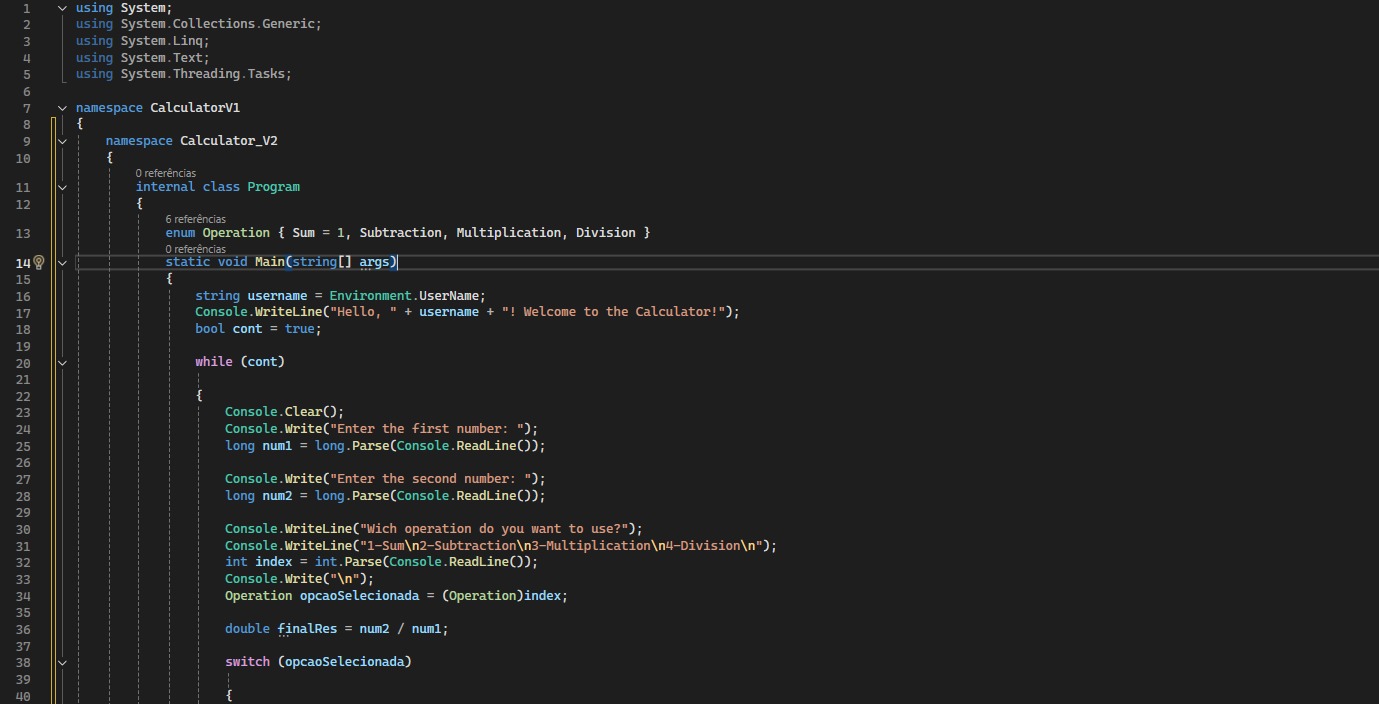 1 using System;
2 using System.Collections.Generic;
3 using System.Linq;
4 using System.Text;
5 using System.Threading.Tasks;
6
7 namespace CalculatorV1
8 {
9 namespace Calculator_V2
10 {
0 referências
11 internal class Program
12 {
6 referências
13 enum Operation { Sum = 1, Subtraction, Multiplication, Division }
0 referências
14 static void Main(string[] args)
15 {
16 string username = Environment.UserName;
17 Console.WriteLine("Hello, " + username + "! Welcome to the Calculator!");
18 bool cont = true;
19
20 while (cont)
21
22 {
23 Console.Clear();
24 Console.Write("Enter the first number: ");
25 long num1 = long.Parse(Console.ReadLine());
26
27 Console.Write("Enter the second number: ");
28 long num2 = long.Parse(Console.ReadLine());
29
30 Console.WriteLine("Wich operation do you want to use?");
31 Console.WriteLine("1-Sum\n2-Subtraction\n3-Multiplication\n4-Division\n");
32 int index = int.Parse(Console.ReadLine());
33 Console.Write("\n");
34 Operation opcaoSelecionada = (Operation)index;
35
36 double finalRes = num2 / num1;
37
38 switch (opcaoSelecionada)
39
40 {